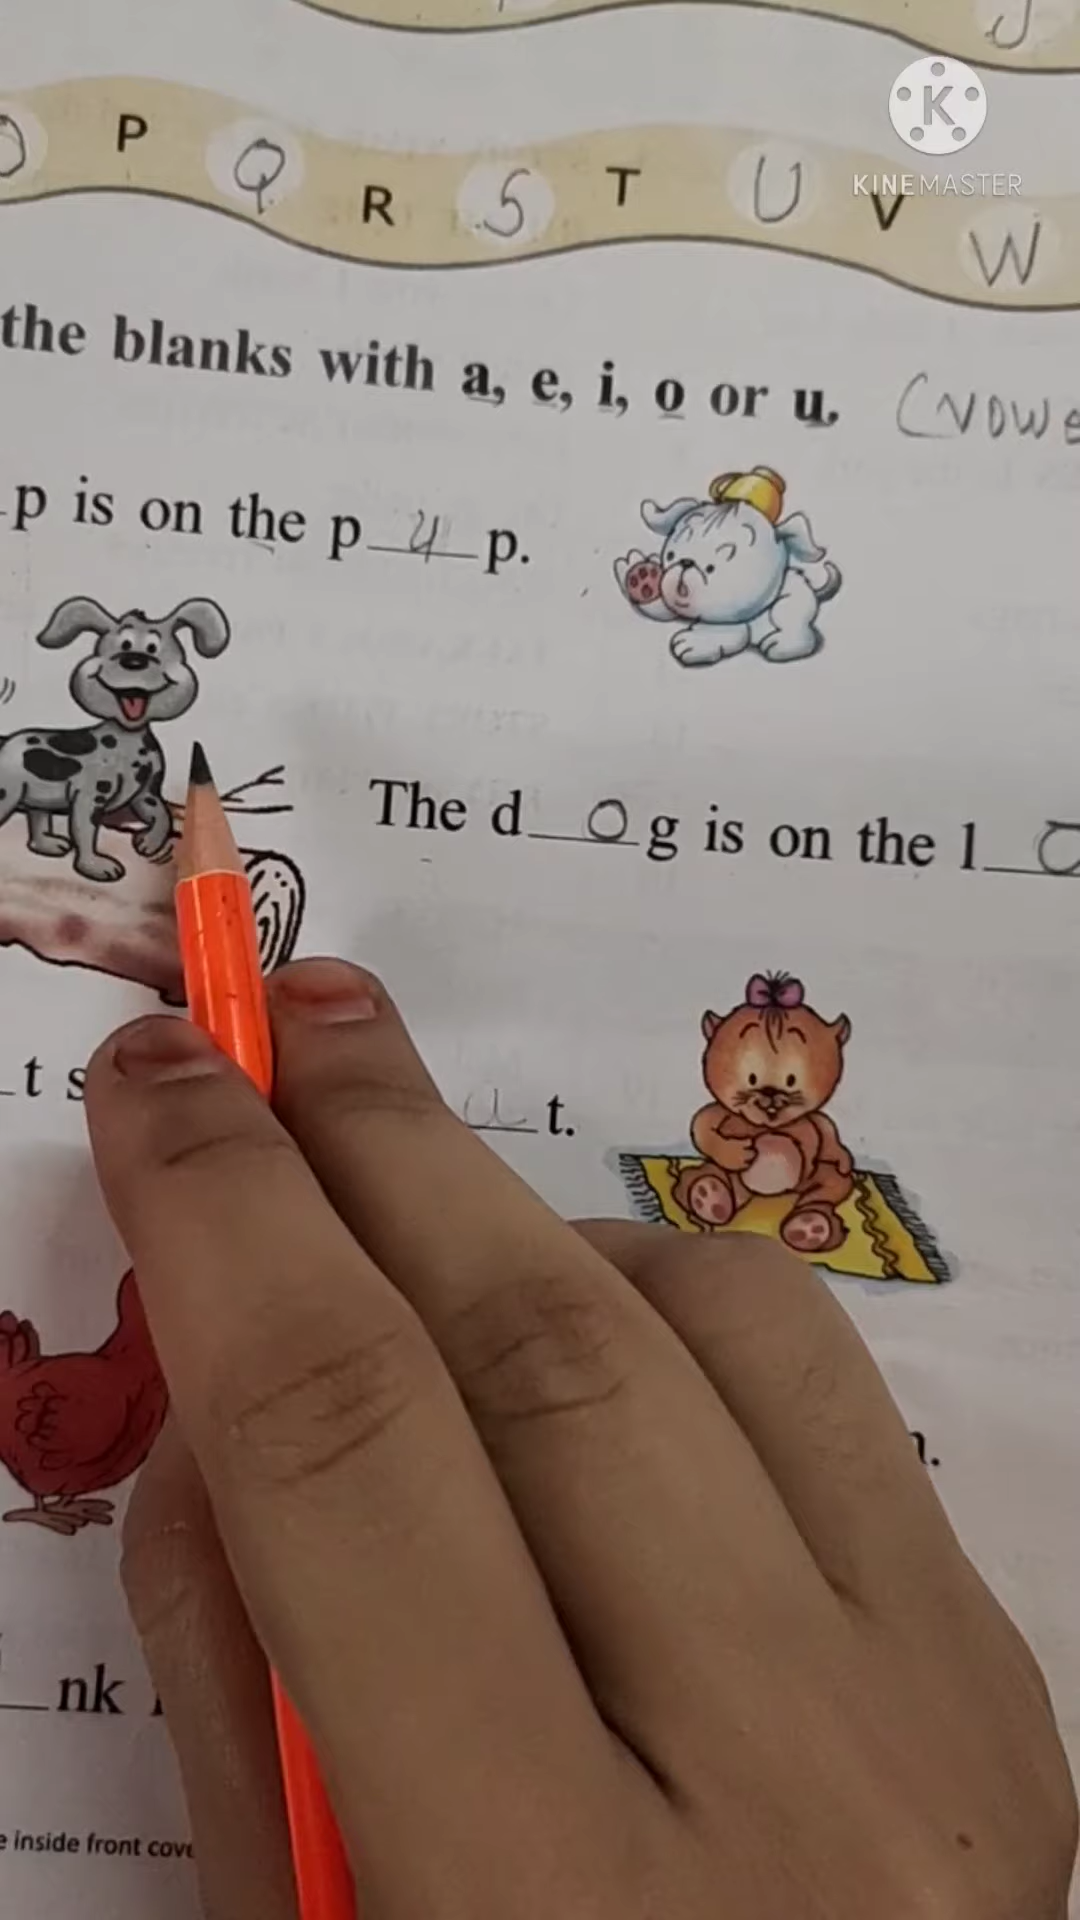 J
KINEMASTER
O P Q R S T U V W
the blanks with a, e, i, o or u. (vowe
p is on the p u p.
The d o g is on the l o
t s a t.
nk
e inside front cove